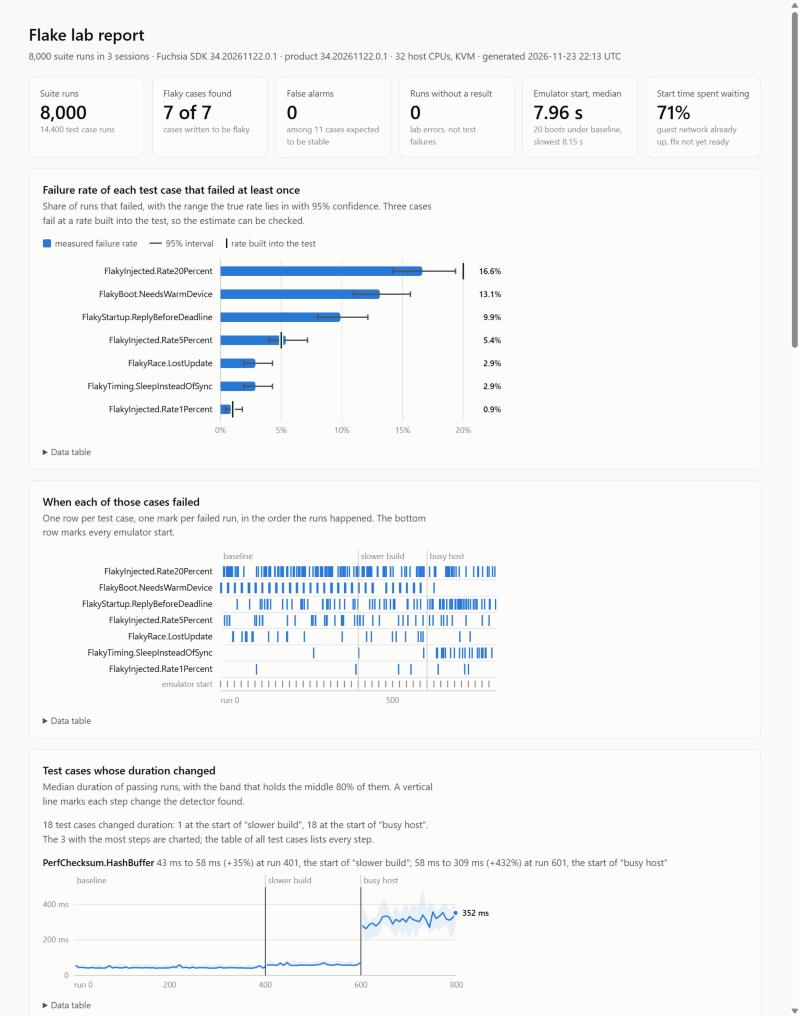 Flake lab report
8,000 suite runs in 3 sessions · Fuchsia SDK 34.20261122.0.1 · product 34.20261122.0.1 · 32 host CPUs, KVM · generated 2026-11-23 22:13 UTC
Suite runs
8,000
14,400 test case runs
Flaky cases found
7 of 7
cases written to be flaky
False alarms
0
among 11 cases expected
to be stable
Runs without a result
0
lab errors, not test
failures
Emulator start, median
7.96 s
20 boots under baseline,
slowest 8.15 s
Start time spent waiting
71%
guest network already
up, ffx not yet ready
Failure rate of each test case that failed at least once
Share of runs that failed, with the range the true rate lies in with 95% confidence. Three cases
fail at a rate built into the test, so the estimate can be checked.
measured failure rate
95% interval
rate built into the test
FlakyInjected.Rate20Percent
16.6%
FlakyBoot.NeedsWarmDevice
13.1%
FlakyStartup.ReplyBeforeDeadline
9.9%
FlakyInjected.Rate5Percent
5.4%
FlakyRace.LostUpdate
2.9%
FlakyTiming.SleepInsteadOfSync
2.9%
FlakyInjected.Rate1Percent
0.9%
0% 5% 10% 15% 20%
Data table
When each of those cases failed
One row per test case, one mark per failed run, in the order the runs happened. The bottom
row marks every emulator start.
baseline slower build busy host
FlakyInjected.Rate20Percent
FlakyBoot.NeedsWarmDevice
FlakyStartup.ReplyBeforeDeadline
FlakyInjected.Rate5Percent
FlakyRace.LostUpdate
FlakyTiming.SleepInsteadOfSync
FlakyInjected.Rate1Percent
emulator start
run 0 500
Data table
Test cases whose duration changed
Median duration of passing runs, with the band that holds the middle 80% of them. A vertical
line marks each step change the detector found.
18 test cases changed duration: 1 at the start of “slower build”, 18 at the start of “busy host”.
The 3 with the most steps are charted; the table of all test cases lists every step.
PerfChecksum.HashBuffer 43 ms to 58 ms (+35%) at run 401, the start of “slower build”; 58 ms to 309 ms (+432%) at run 601, the start of “busy host”
baseline slower build busy host
400 ms
352 ms
200 ms
0
run 0 200 400 600 800
Data table